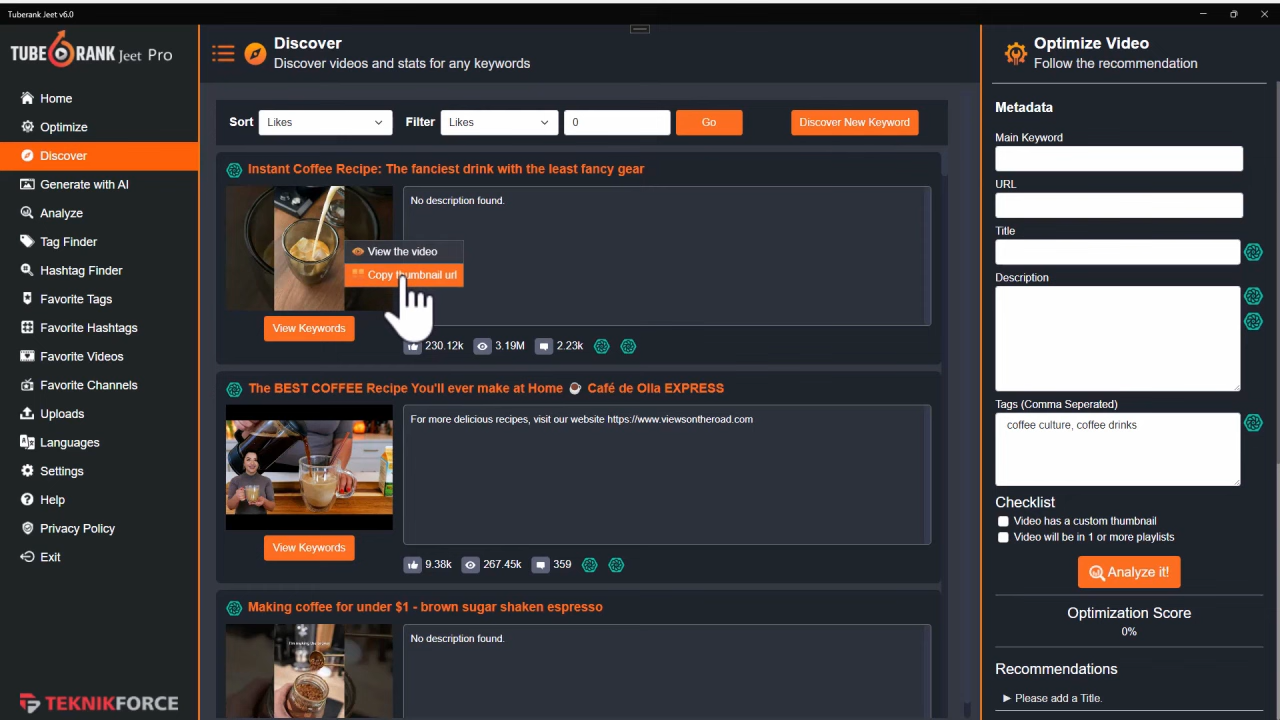 Tuberank Jeet v6.0
TUBE RANK Jeet Pro
Home
Optimize
Discover
Generate with AI
Analyze
Tag Finder
Hashtag Finder
Favorite Tags
Favorite Hashtags
Favorite Videos
Favorite Channels
Uploads
Languages
Settings
Help
Privacy Policy
Exit
TEKNIKFORCE
Discover
Discover videos and stats for any keywords
Sort Likes Filter Likes 0 Go Discover New Keyword
Instant Coffee Recipe: The fanciest drink with the least fancy gear
No description found.
View the video
Copy thumbnail url
View Keywords
230.12k 3.19M 2.23k
The BEST COFFEE Recipe You'll ever make at Home ☕ Café de Olla EXPRESS
For more delicious recipes, visit our website https://www.viewsontheroad.com
View Keywords
9.38k 267.45k 359
Making coffee for under $1 - brown sugar shaken espresso
No description found.
Optimize Video
Follow the recommendation
Metadata
Main Keyword
URL
Title
Description
Tags (Comma Seperated)
coffee culture, coffee drinks
Checklist
Video has a custom thumbnail
Video will be in 1 or more playlists
Analyze it!
Optimization Score
0%
Recommendations
► Please add a Title.